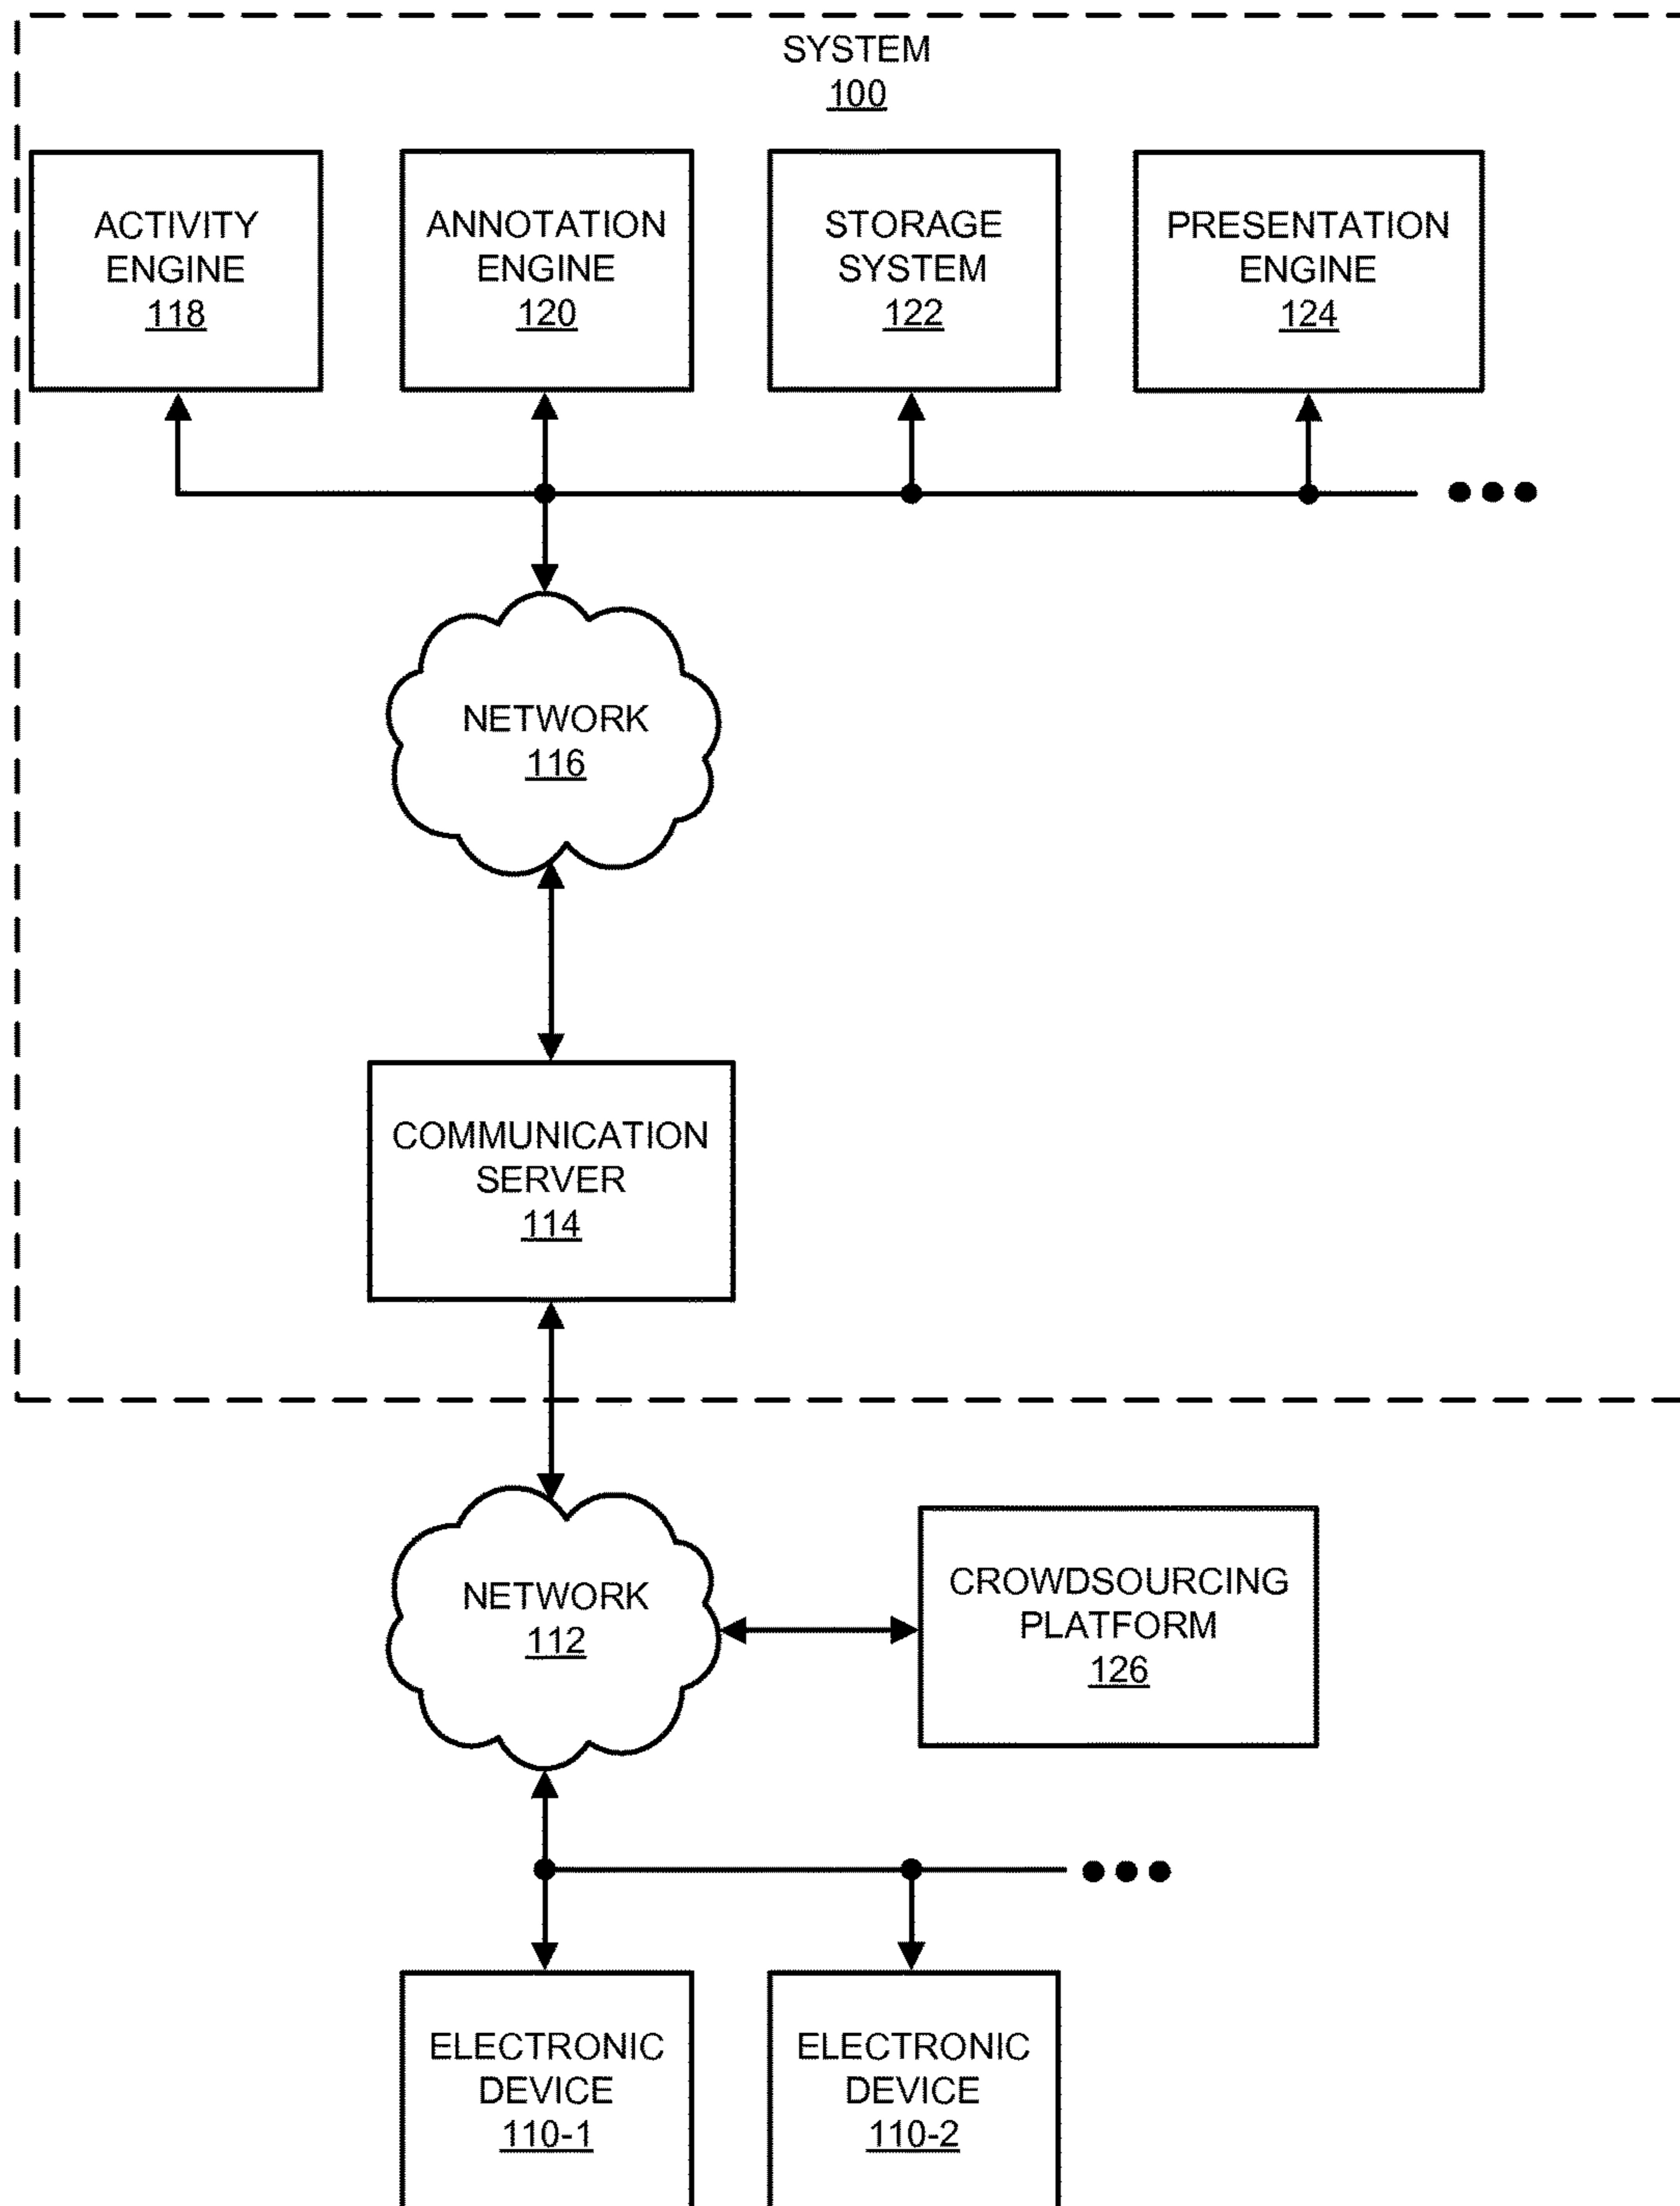 SYSTEM
100
ACTIVITY
ENGINE
118
ANNOTATION
ENGINE
120
STORAGE
SYSTEM
122
PRESENTATION
ENGINE
124
NETWORK
116
COMMUNICATION
SERVER
114
NETWORK
112
CROWDSOURCING
PLATFORM
126
ELECTRONIC
DEVICE
110-1
ELECTRONIC
DEVICE
110-2